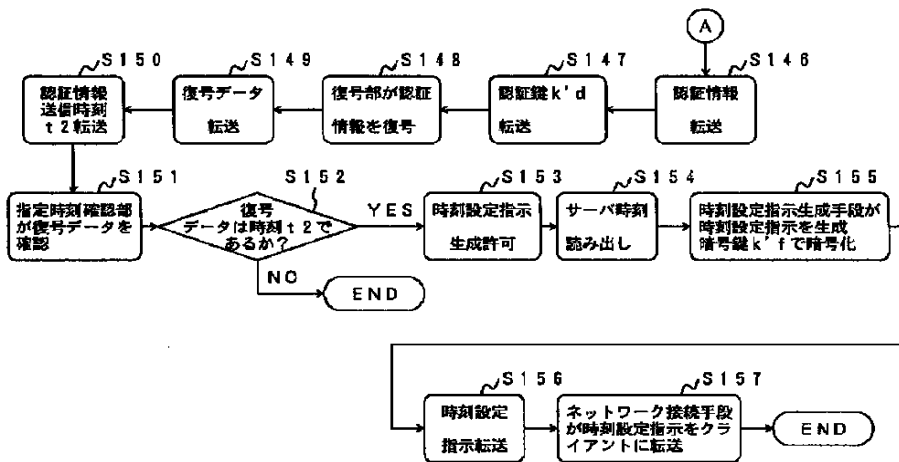 A
S146
認証情報
転送
S147
認証鍵k'd
転送
S148
復号部が認証
情報を復号
S149
復号データ
転送
S150
認証情報
送信時刻
t2転送
S151
指定時刻確認部
が復号データを
確認
S152
復号
データは時刻t2で
あるか?
YES
NO
END
S153
時刻設定指示
生成許可
S154
サーバ時刻
読み出し
S155
時刻設定指示生成手段が
時刻設定指示を生成
暗号鍵k'fで暗号化
S156
時刻設定
指示転送
S157
ネットワーク接続手段
が時刻設定指示をクラ
イアントに転送
END